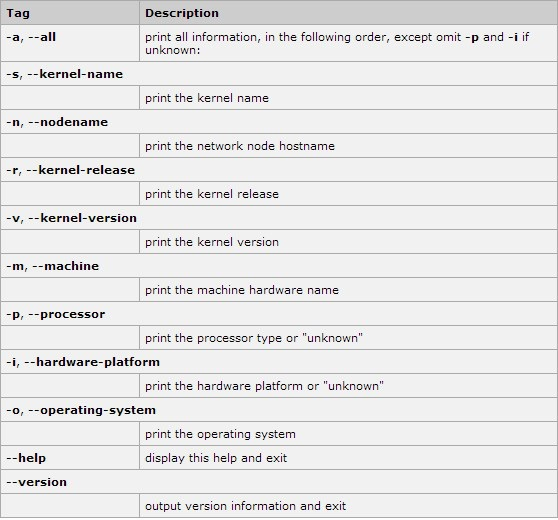 Tag Description
-a, --all print all information, in the following order, except omit -p and -i if
unknown:
-s, --kernel-name
print the kernel name
-n, --nodename
print the network node hostname
-r, --kernel-release
print the kernel release
-v, --kernel-version
print the kernel version
-m, --machine
print the machine hardware name
-p, --processor
print the processor type or "unknown"
-i, --hardware-platform
print the hardware platform or "unknown"
-o, --operating-system
print the operating system
--help display this help and exit
--version
output version information and exit